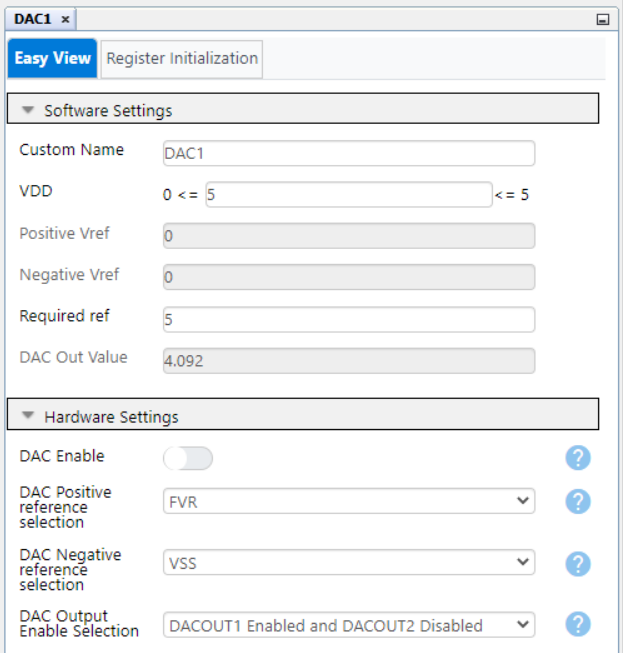 DAC1 ×
Easy View
Register Initialization
Software Settings
Custom Name
DAC1
VDD
0 <= 5 <= 5
Positive Vref
0
Negative Vref
0
Required ref
5
DAC Out Value
4.092
Hardware Settings
DAC Enable
?
DAC Positive
reference
selection
FVR
?
DAC Negative
reference
selection
VSS
?
DAC Output
Enable Selection
DACOUT1 Enabled and DACOUT2 Disabled
?